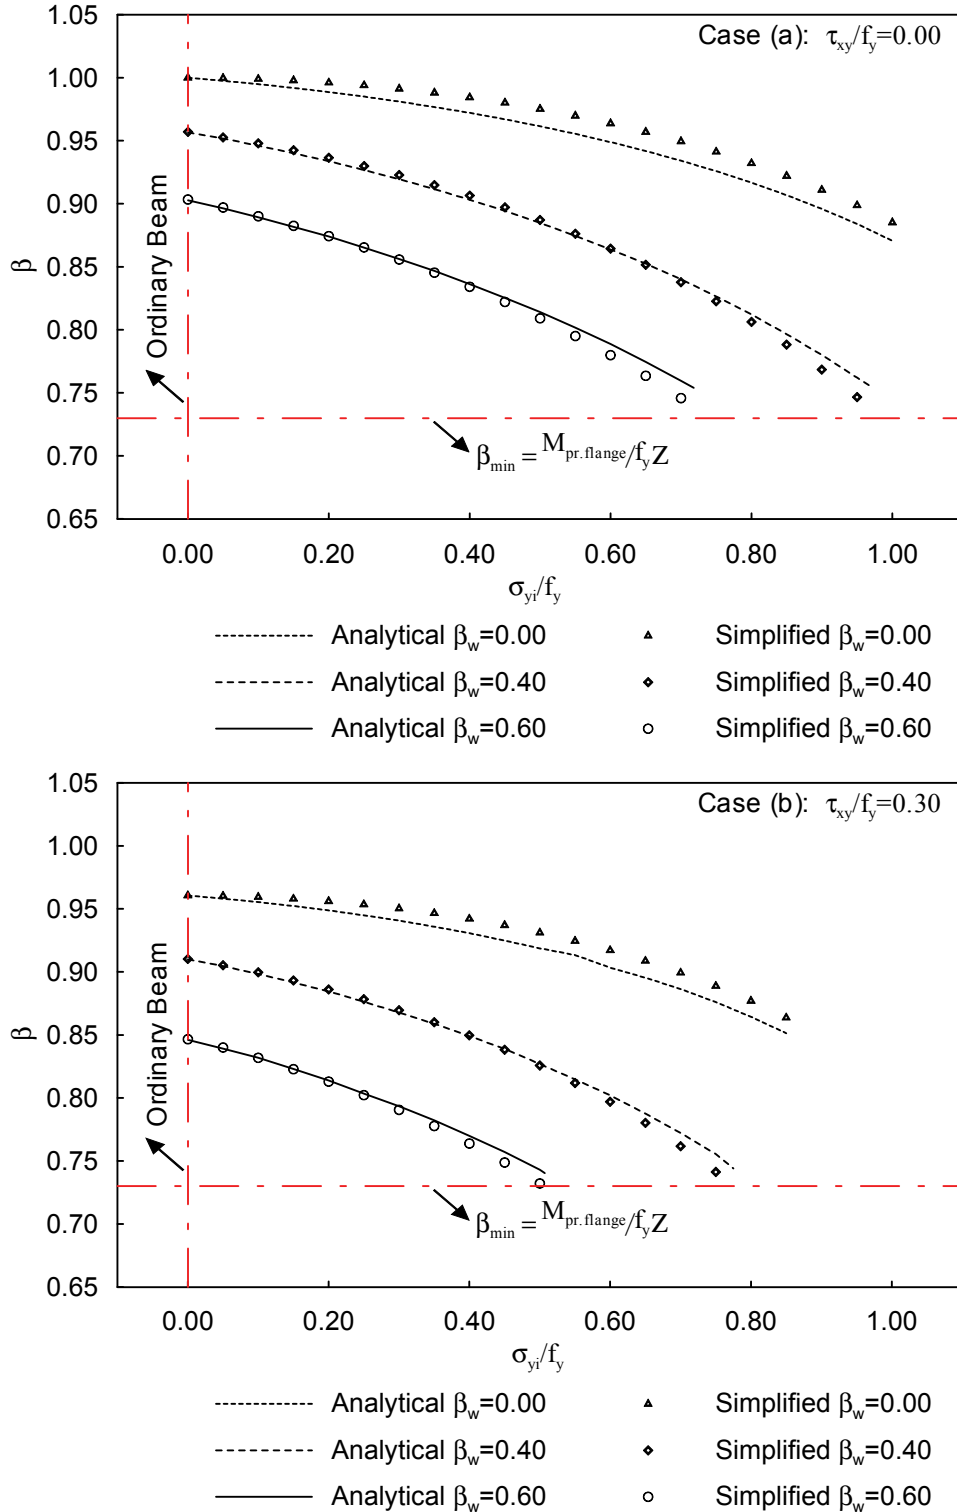 1.05
Case (a): τxy/fy=0.00
1.00
0.95
0.90
β
Ordinary Beam
0.85
0.80
0.75
βmin = Mpr.flange/fyZ
0.70
0.65
0.00 0.20 0.40 0.60 0.80 1.00
σyi/fy
Analytical βw=0.00 Simplified βw=0.00
Analytical βw=0.40 Simplified βw=0.40
Analytical βw=0.60 Simplified βw=0.60
1.05
Case (b): τxy/fy=0.30
1.00
0.95
0.90
β
Ordinary Beam
0.85
0.80
0.75
βmin = Mpr.flange/fyZ
0.70
0.65
0.00 0.20 0.40 0.60 0.80 1.00
σyi/fy
Analytical βw=0.00 Simplified βw=0.00
Analytical βw=0.40 Simplified βw=0.40
Analytical βw=0.60 Simplified βw=0.60